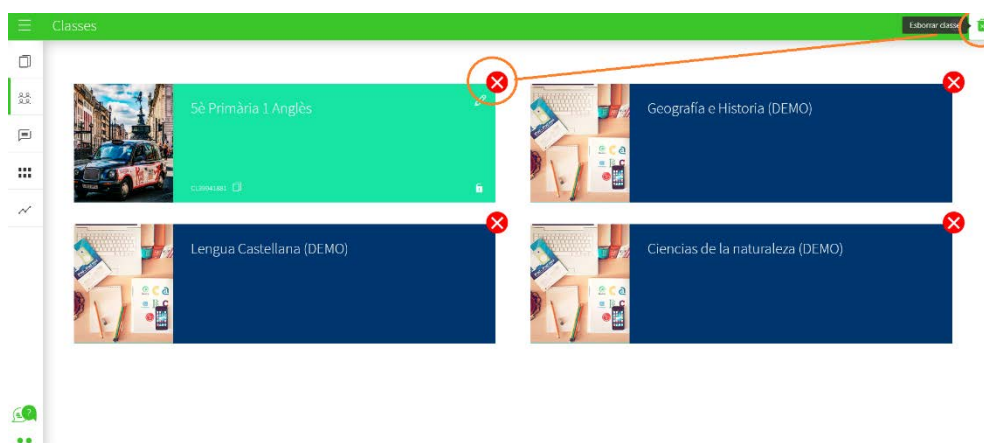 Classes
Esborrar classe
5è Primària 1 Anglès
Geografía e Historia (DEMO)
Lengua Castellana (DEMO)
Ciencias de la naturaleza (DEMO)